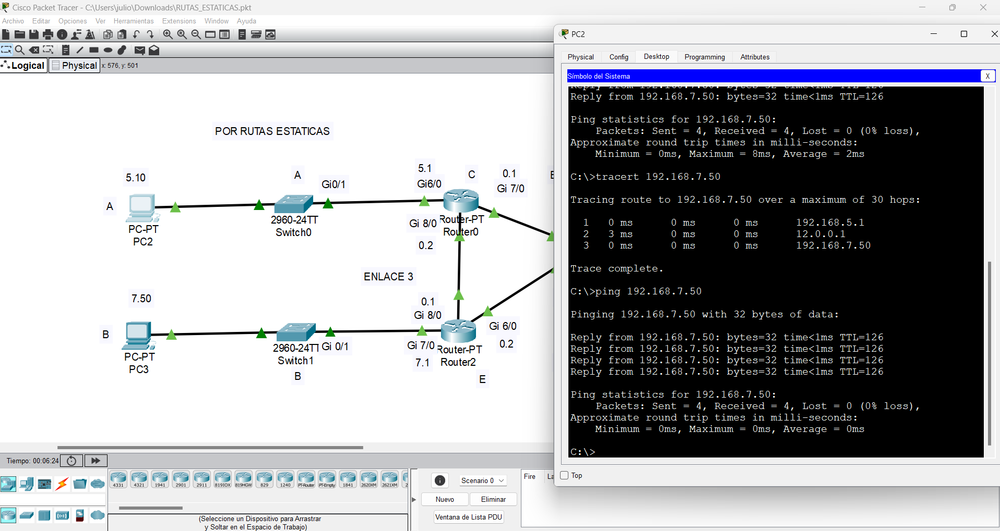 Cisco Packet Tracer - C:\Users\julio\Downloads\RUTAS_ESTATICAS.pkt
Archivo Editar Opciones Ver Herramientas Extensions Window Ayuda
Logical Physical x: 576, y: 501
POR RUTAS ESTATICAS
5.10
A
PC-PT
PC2
A
Gi0/1
2960-24TT
Switch0
5.1
Gi6/0
C
0.1
Gi 7/0
Gi 8/0
Router-PT
Router0
0.2
ENLACE 3
7.50
B
PC-PT
PC3
2960-24TT
Switch1
B
Gi 0/1
0.1
Gi 8/0
Gi 7/0
7.1
Router-PT
Router2
Gi 6/0
0.2
E
Tiempo: 00:06:24
4331 4321 1941 2901 2911 819IOX 819HGW 829 1240 PT-Router PT-Empty 1841 2620XM 2621XM
(Seleccione un Dispositivo para Arrastrar
y Soltar en el Espacio de Trabajo)
Scenario 0
Nuevo Eliminar
Ventana de Lista PDU
Fire
PC2
Physical Config Desktop Programming Attributes
Símbolo del Sistema X
Reply from 192.168.7.50: bytes=32 time<1ms TTL=126
Reply from 192.168.7.50: bytes=32 time<1ms TTL=126
Ping statistics for 192.168.7.50:
Packets: Sent = 4, Received = 4, Lost = 0 (0% loss),
Approximate round trip times in milli-seconds:
Minimum = 0ms, Maximum = 8ms, Average = 2ms
C:\>tracert 192.168.7.50
Tracing route to 192.168.7.50 over a maximum of 30 hops:
1 0 ms 0 ms 0 ms 192.168.5.1
2 3 ms 0 ms 0 ms 12.0.0.1
3 0 ms 0 ms 0 ms 192.168.7.50
Trace complete.
C:\>ping 192.168.7.50
Pinging 192.168.7.50 with 32 bytes of data:
Reply from 192.168.7.50: bytes=32 time<1ms TTL=126
Reply from 192.168.7.50: bytes=32 time<1ms TTL=126
Reply from 192.168.7.50: bytes=32 time<1ms TTL=126
Reply from 192.168.7.50: bytes=32 time<1ms TTL=126
Ping statistics for 192.168.7.50:
Packets: Sent = 4, Received = 4, Lost = 0 (0% loss),
Approximate round trip times in milli-seconds:
Minimum = 0ms, Maximum = 0ms, Average = 0ms
C:\>
Top